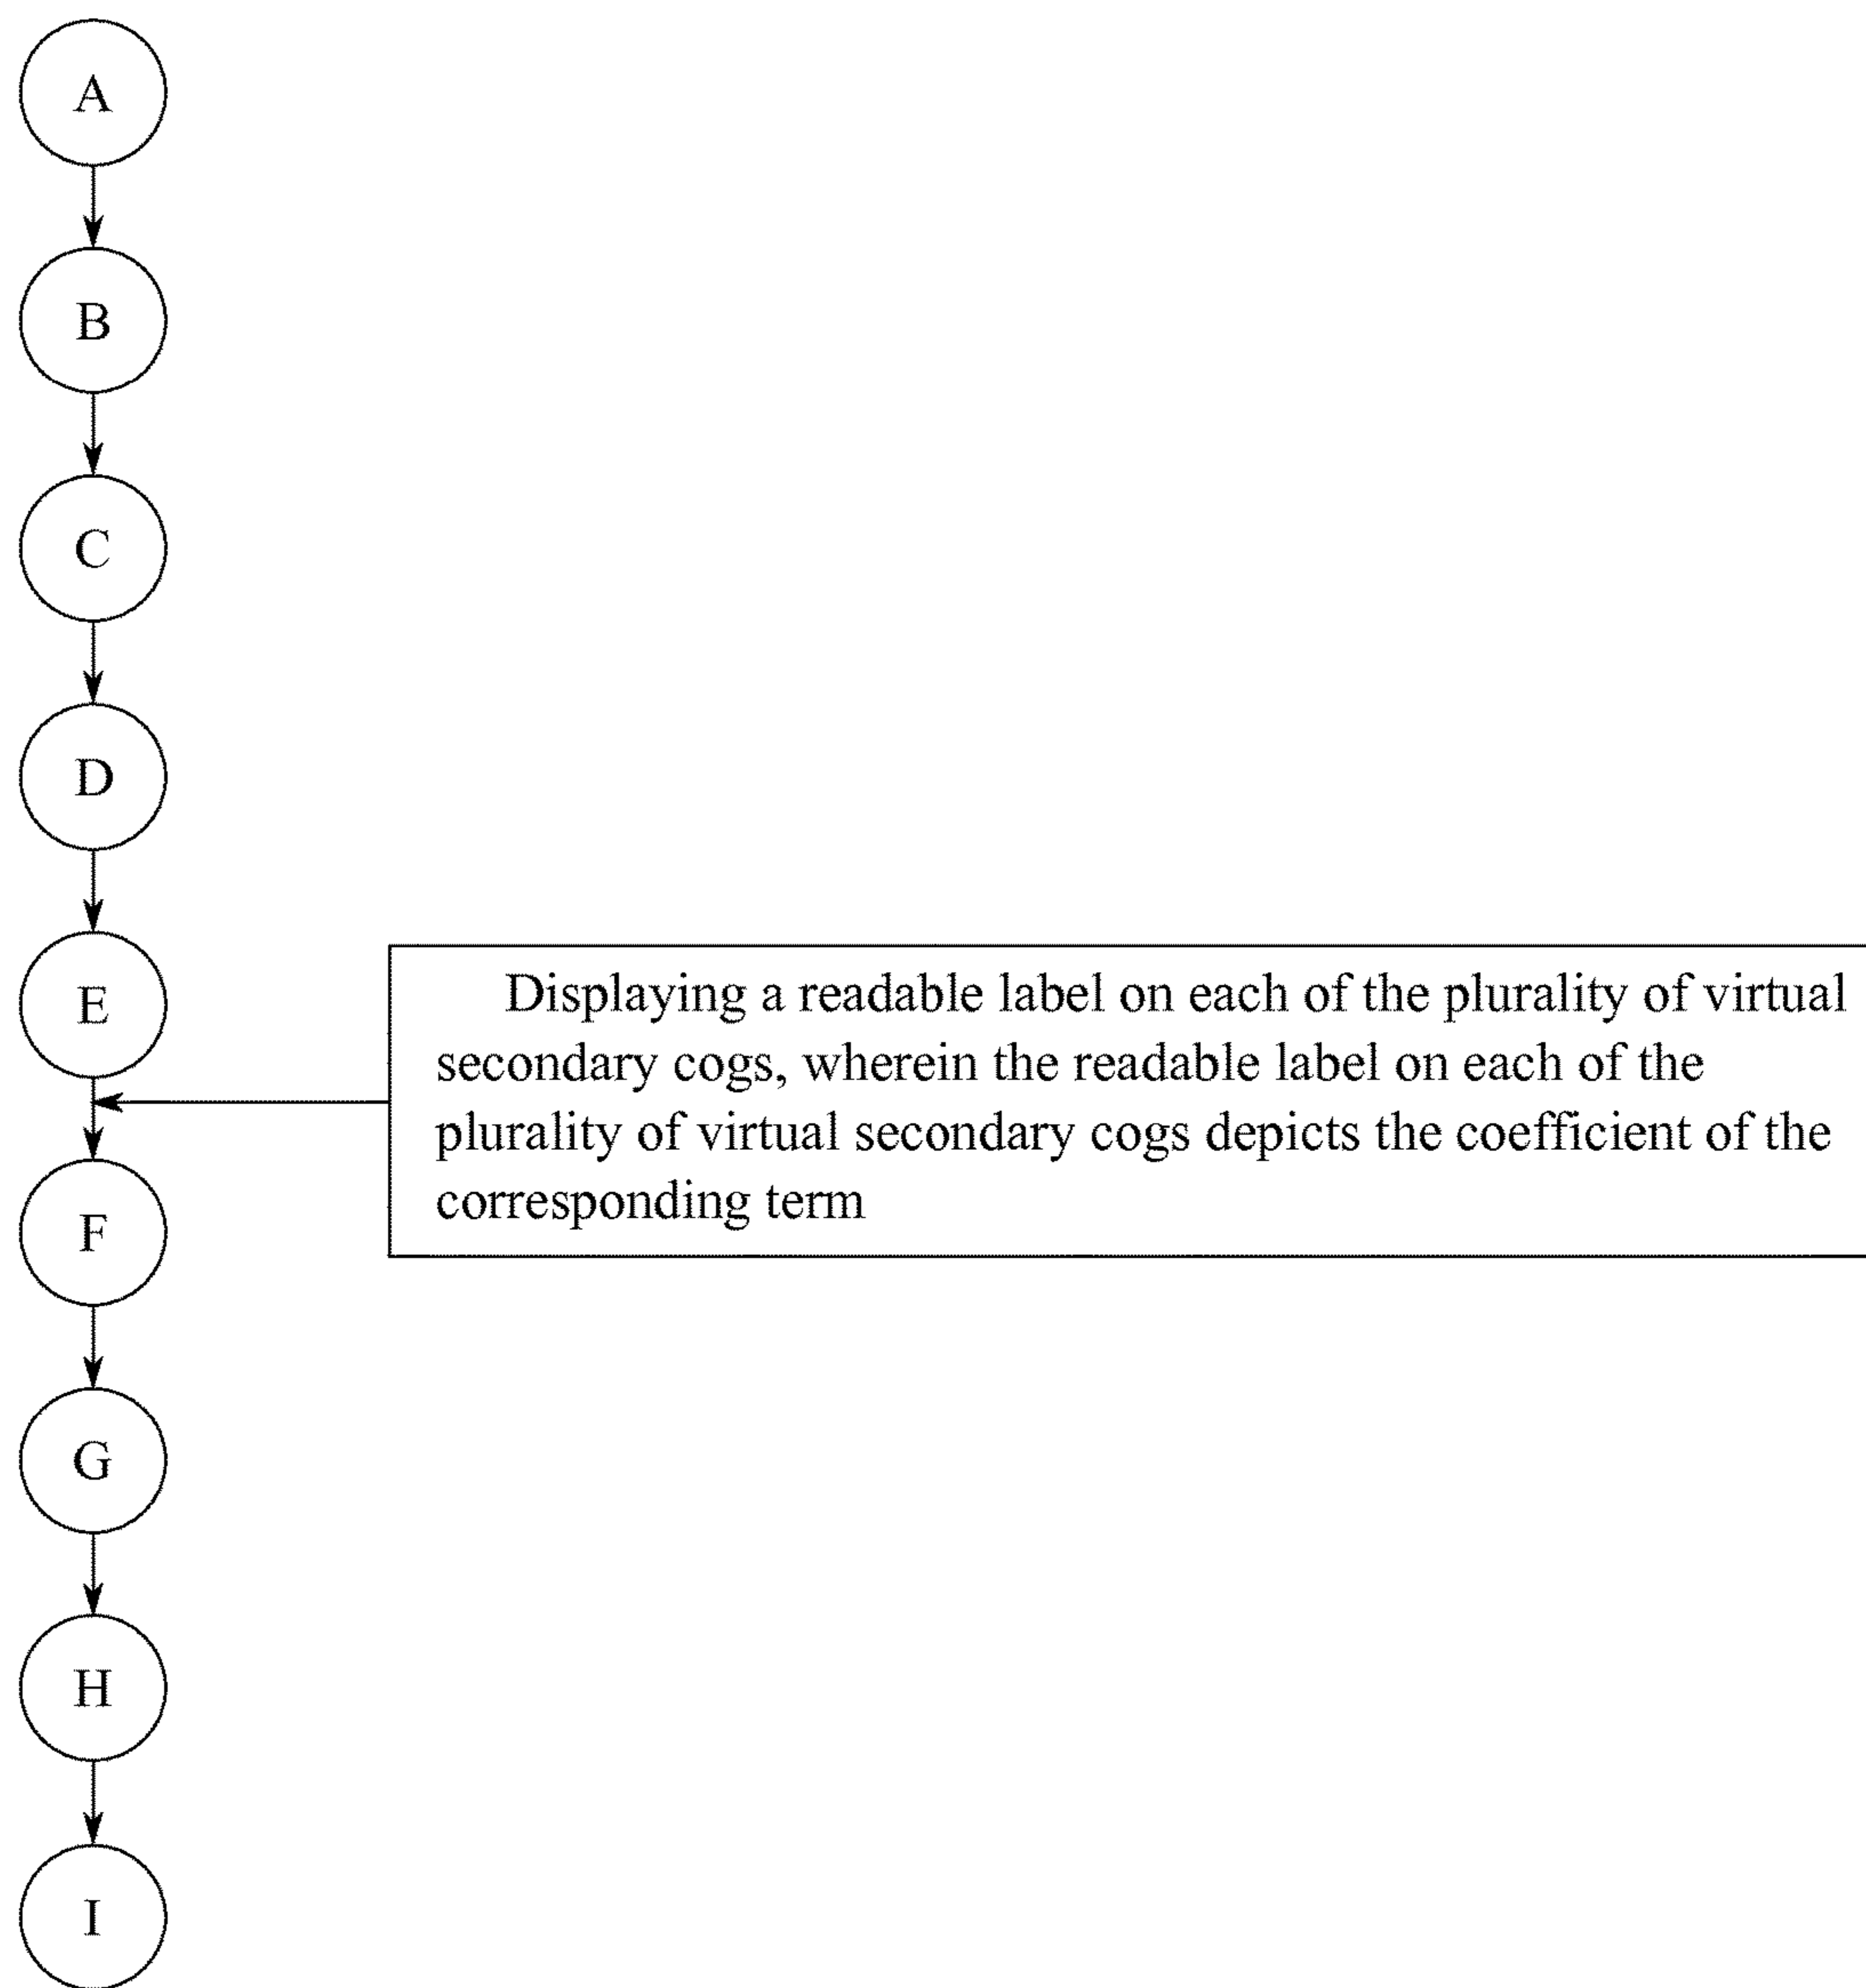 A
B
C
D
E
Displaying a readable label on each of the plurality of virtual
secondary cogs, wherein the readable label on each of the
plurality of virtual secondary cogs depicts the coefficient of the
corresponding term
F
G
H
I